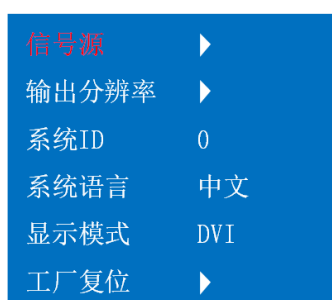 信号源
输出分辨率
系统ID 0
系统语言 中文
显示模式 DVI
工厂复位